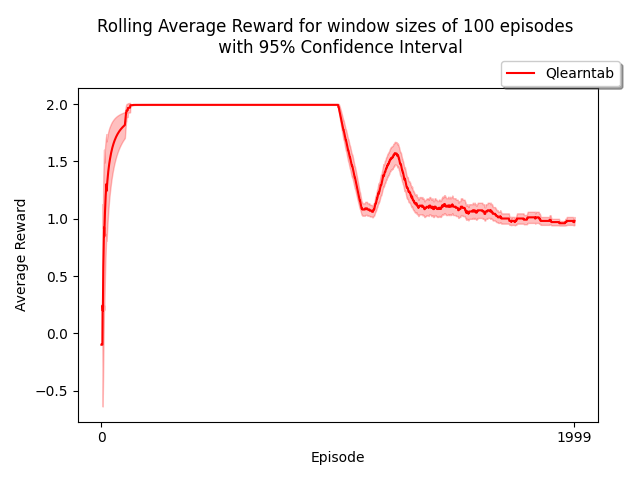 Rolling Average Reward for window sizes of 100 episodes
with 95% Confidence Interval
Qlearntab
2.0
1.5
1.0
0.5
0.0
−0.5
Average Reward
0
1999
Episode